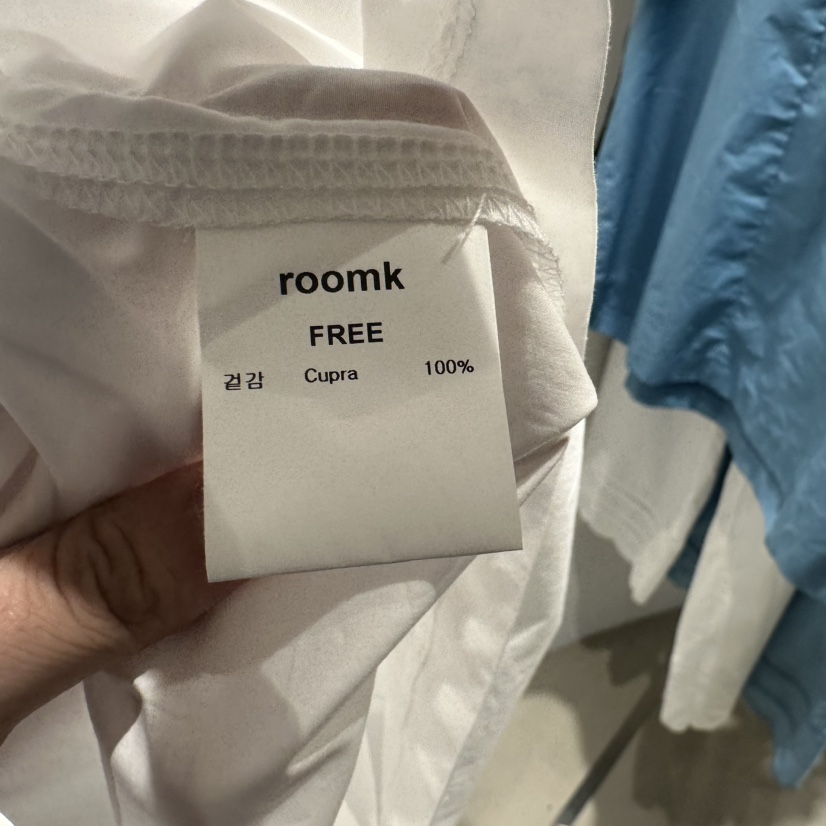 roomk
FREE
겉감 Cupra 100%